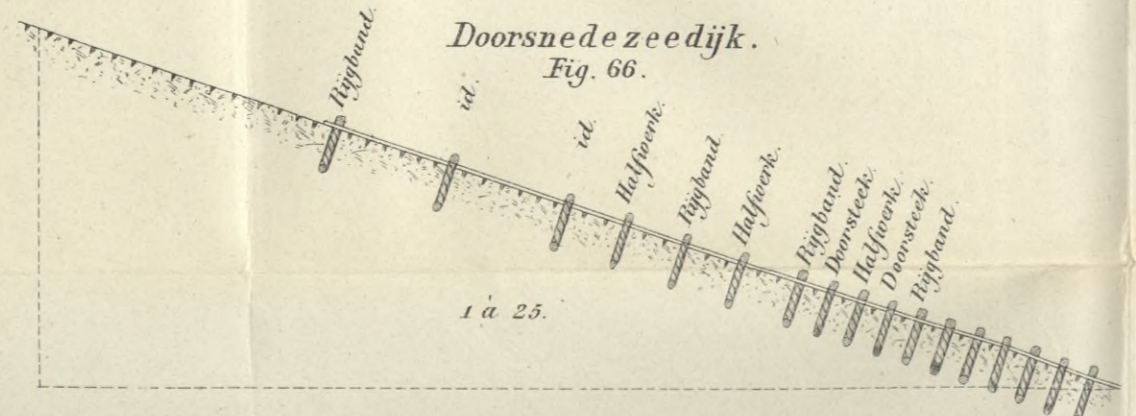 Doorsnede zeedijk.
Fig. 66.
Rijgband.
id.
id.
Halfwerk.
Rijgband.
Halfwerk.
Rijgband.
Doorsteek.
Halfwerk.
Doorsteek.
Rijgband.
1 à 25.